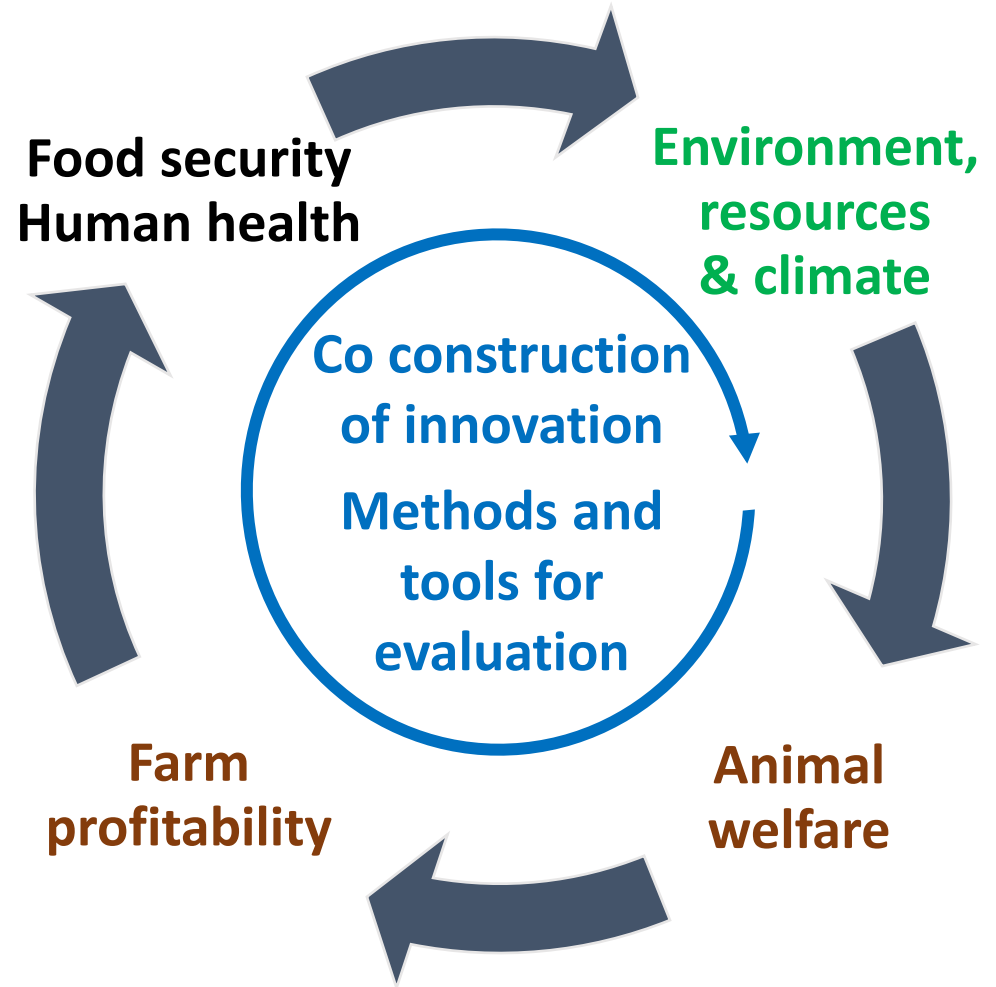 Food security
Human health
Environment,
resources
& climate
Co construction
of innovation
Methods and
tools for
evaluation
Farm
profitability
Animal
welfare